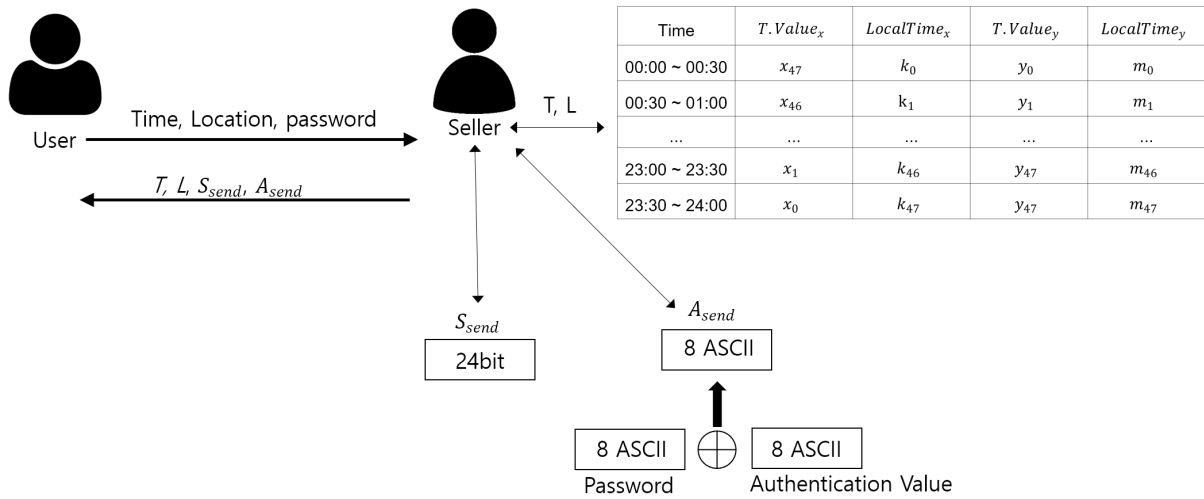 User
Time, Location, password
T, L, S_send, A_send
Seller
T, L
Time T.Value_x LocalTime_x T.Value_y LocalTime_y
00:00 ~ 00:30 x_47 k_0 y_0 m_0
00:30 ~ 01:00 x_46 k_1 y_1 m_1
... ... ... ... ...
23:00 ~ 23:30 x_1 k_46 y_47 m_46
23:30 ~ 24:00 x_0 k_47 y_47 m_47
S_send
24bit
A_send
8 ASCII
8 ASCII
Password
8 ASCII
Authentication Value